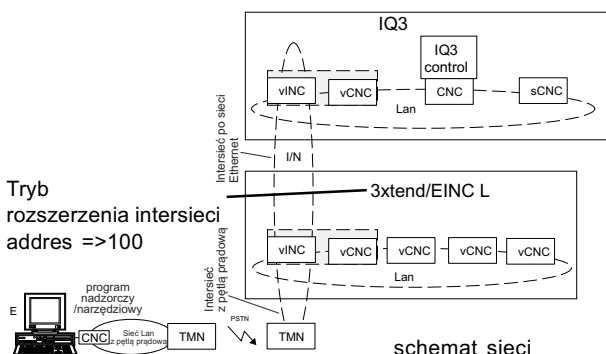 IQ3
IQ3
control
vINC
vCNC
CNC
sCNC
Lan
Intersieć po sieci
Ethernet
I/N
Tryb
rozszerzenia intersieci
addres =>100
3xtend/EINC L
vINC
vCNC
vCNC
vCNC
vCNC
Lan
Intersieć
z pętlą prądową
program
nadzorczy
/narzędziowy
E
CNC
Sieć Lan
z pętlą prądową
TMN
PSTN
TMN
schemat sieci